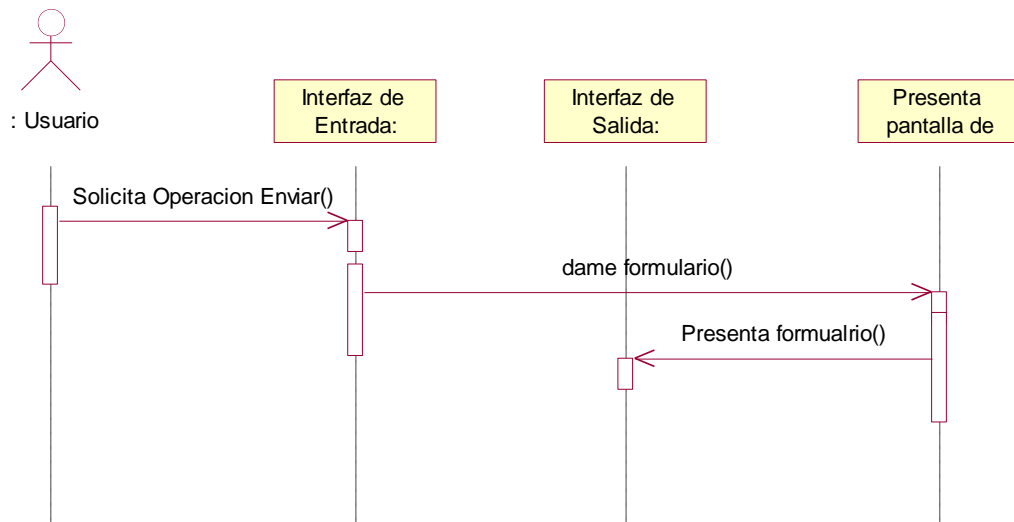 : Usuario
Interfaz de
Entrada:
Interfaz de
Salida:
Presenta
pantalla de
Solicita Operacion Enviar()
dame formulario()
Presenta formualrio()